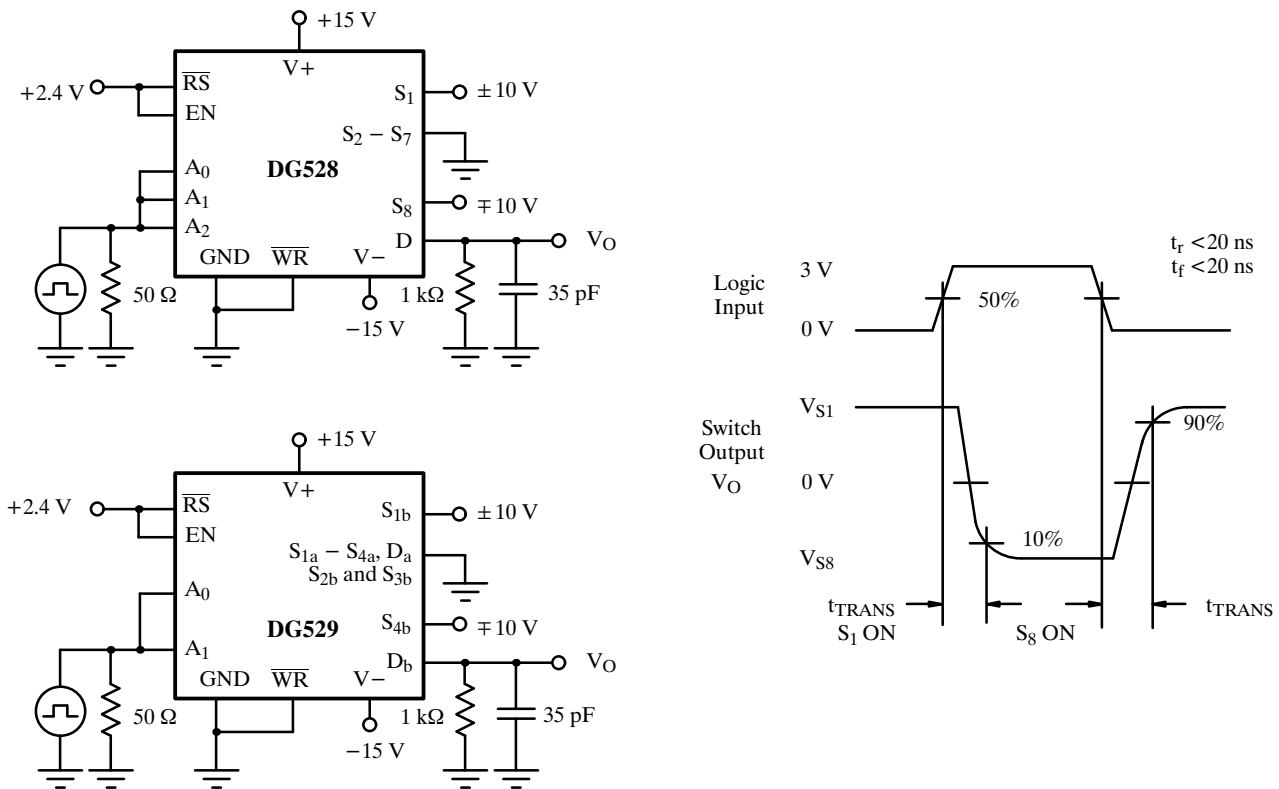 +15 V
V+
+2.4 V
RS
EN
S1
±10 V
S2 − S7
A0
A1
A2
DG528
S8
∓10 V
D
VO
GND
WR
V−
50 Ω
−15 V
1 kΩ
35 pF
+15 V
V+
+2.4 V
RS
EN
S1b
±10 V
S1a − S4a, Da
S2b and S3b
A0
A1
DG529
S4b
∓10 V
Db
VO
GND
WR
V−
50 Ω
−15 V
1 kΩ
35 pF
tr <20 ns
tf <20 ns
Logic
Input
3 V
50%
0 V
Switch
Output
VO
VS1
90%
0 V
10%
VS8
tTRANS
tTRANS
S1 ON
S8 ON